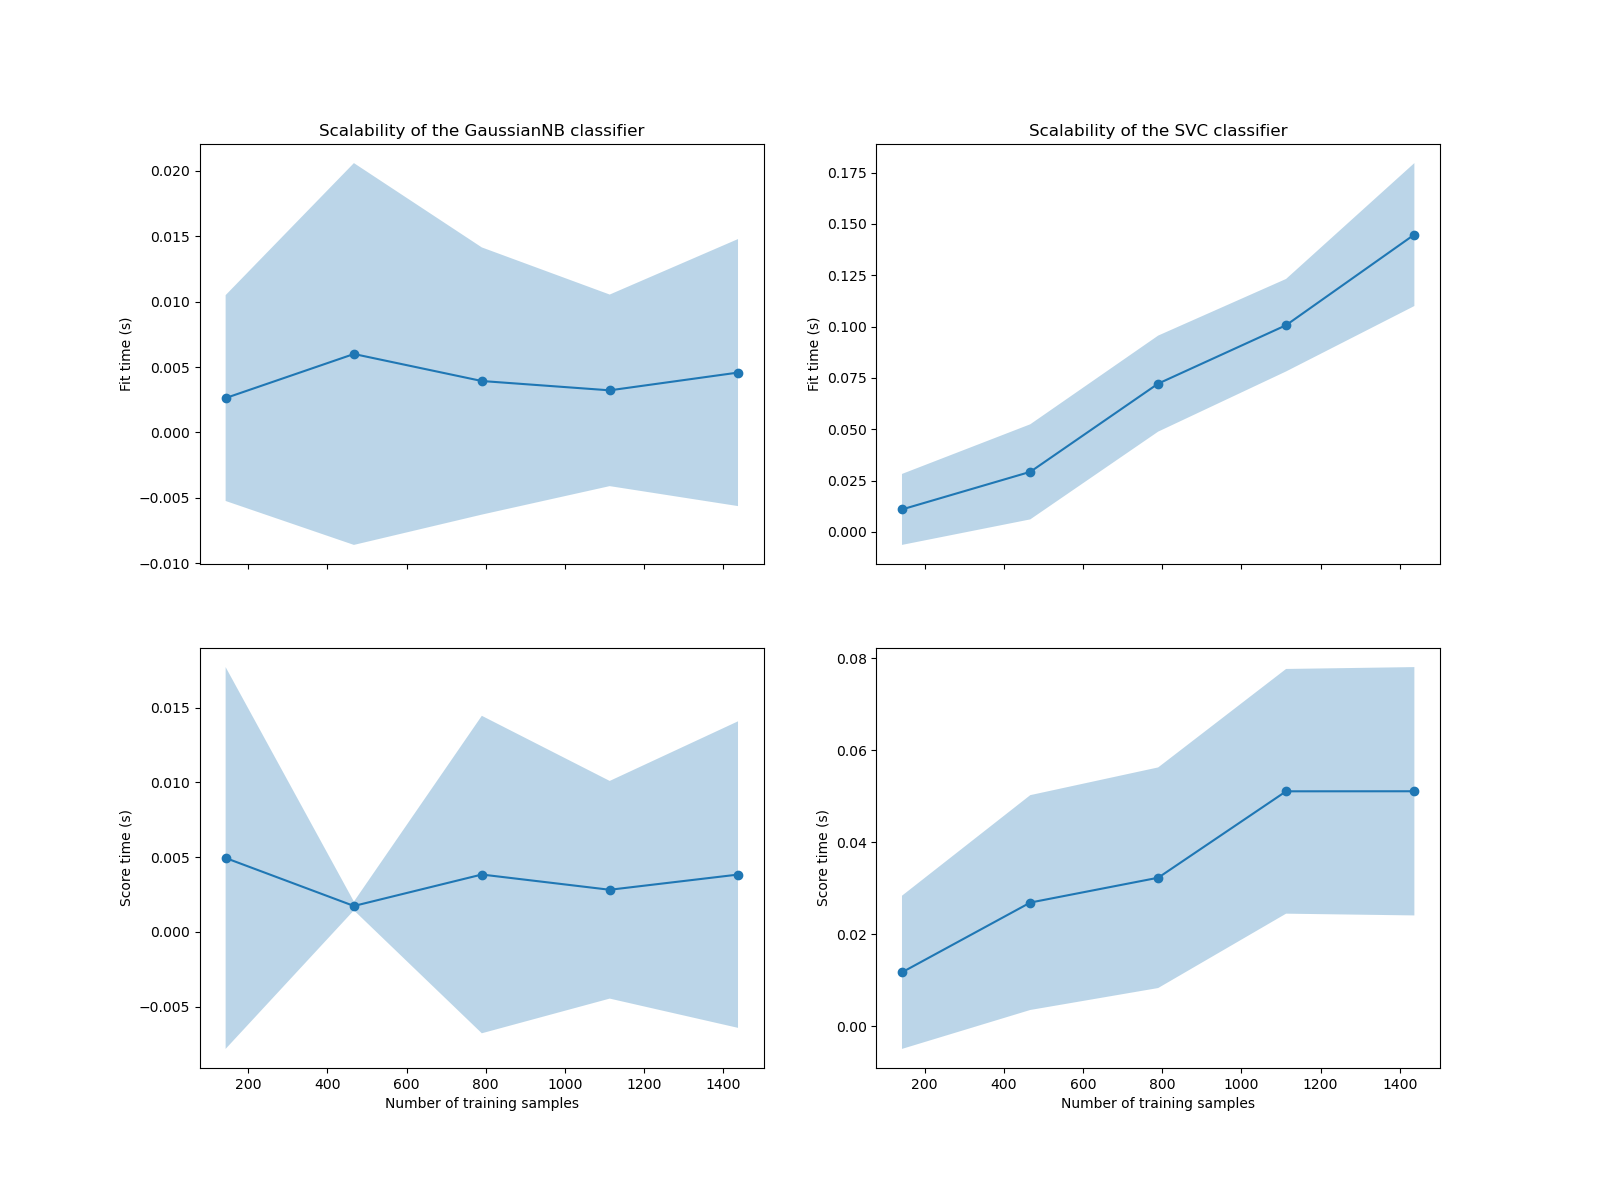 Scalability of the GaussianNB classifier
0.020
0.015
0.010
0.005
0.000
−0.005
−0.010
Fit time (s)
Scalability of the SVC classifier
0.175
0.150
0.125
0.100
0.075
0.050
0.025
0.000
Fit time (s)
0.015
0.010
0.005
0.000
−0.005
Score time (s)
200 400 600 800 1000 1200 1400
Number of training samples
0.08
0.06
0.04
0.02
0.00
Score time (s)
200 400 600 800 1000 1200 1400
Number of training samples